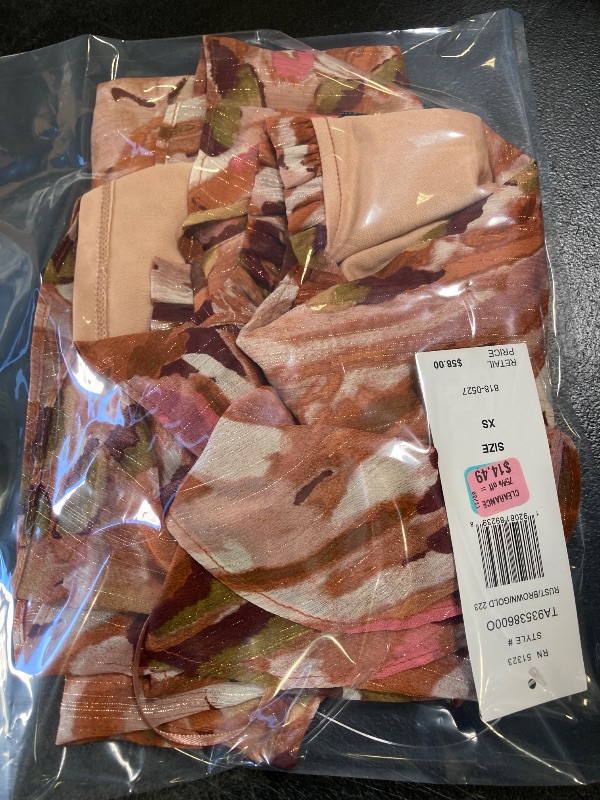 RN 51323
STYLE #
TA93538600O
RUST/BROWN/GOLD 223
CLEARANCE
75% off =
$14.49
SIZE
XS
818-0527
RETAIL
PRICE
$58.00